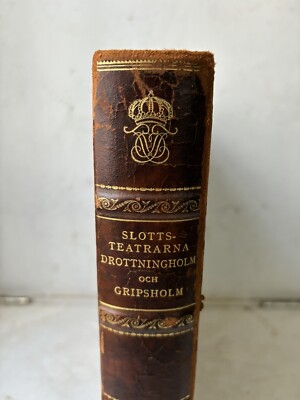 SLOTTS-
TEATRARNA
DROTTNINGHOLM
OCH
GRIPSHOLM